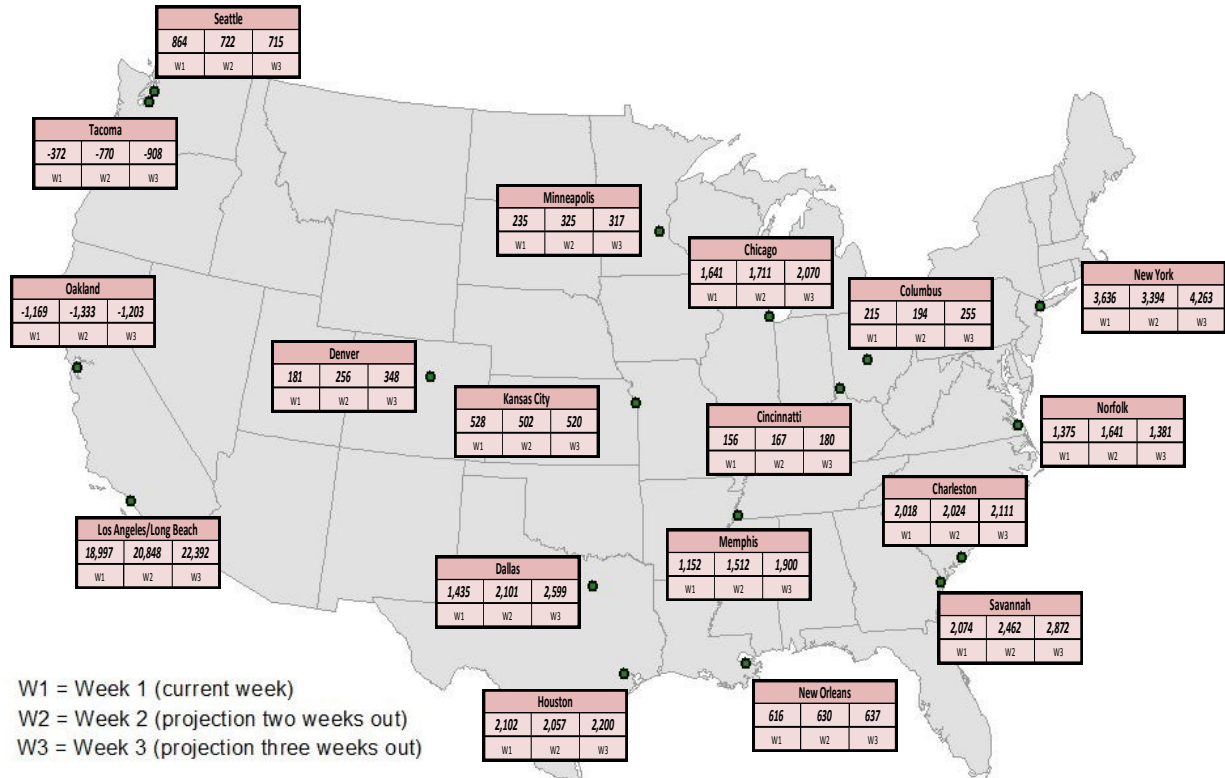 Seattle
864 722 715
W1 W2 W3
Tacoma
-372 -770 -908
W1 W2 W3
Minneapolis
235 325 317
W1 W2 W3
Chicago
1,641 1,711 2,070
W1 W2 W3
New York
3,636 3,394 4,263
W1 W2 W3
Oakland
-1,169 -1,333 -1,203
W1 W2 W3
Columbus
215 194 255
W1 W2 W3
Denver
181 256 348
W1 W2 W3
Kansas City
528 502 520
W1 W2 W3
Cincinnatti
156 167 180
W1 W2 W3
Norfolk
1,375 1,641 1,381
W1 W2 W3
Charleston
2,018 2,024 2,111
W1 W2 W3
Los Angeles/Long Beach
18,997 20,848 22,392
W1 W2 W3
Memphis
1,152 1,512 1,900
W1 W2 W3
Dallas
1,435 2,101 2,599
W1 W2 W3
Savannah
2,074 2,462 2,872
W1 W2 W3
New Orleans
616 630 637
W1 W2 W3
Houston
2,102 2,057 2,200
W1 W2 W3
W1 = Week 1 (current week)
W2 = Week 2 (projection two weeks out)
W3 = Week 3 (projection three weeks out)